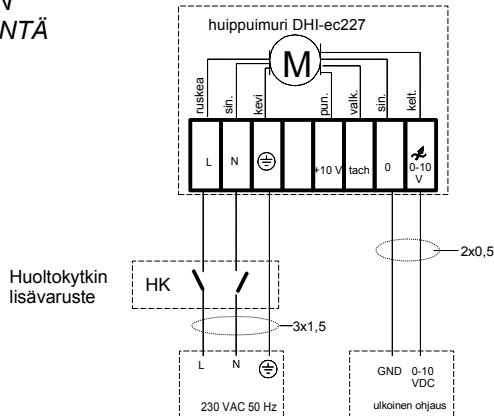 N
NTÄ
huippuimuri DHI-ec227
M
ruskea
sin.
kevi
pun.
valk.
sin.
kelt.
L
N
+10 V
tach
0
0-10
V
2x0,5
Huoltokytkin
lisävaruste
HK
3x1,5
L
N
230 VAC 50 Hz
GND
0-10
VDC
ulkoinen ohjaus